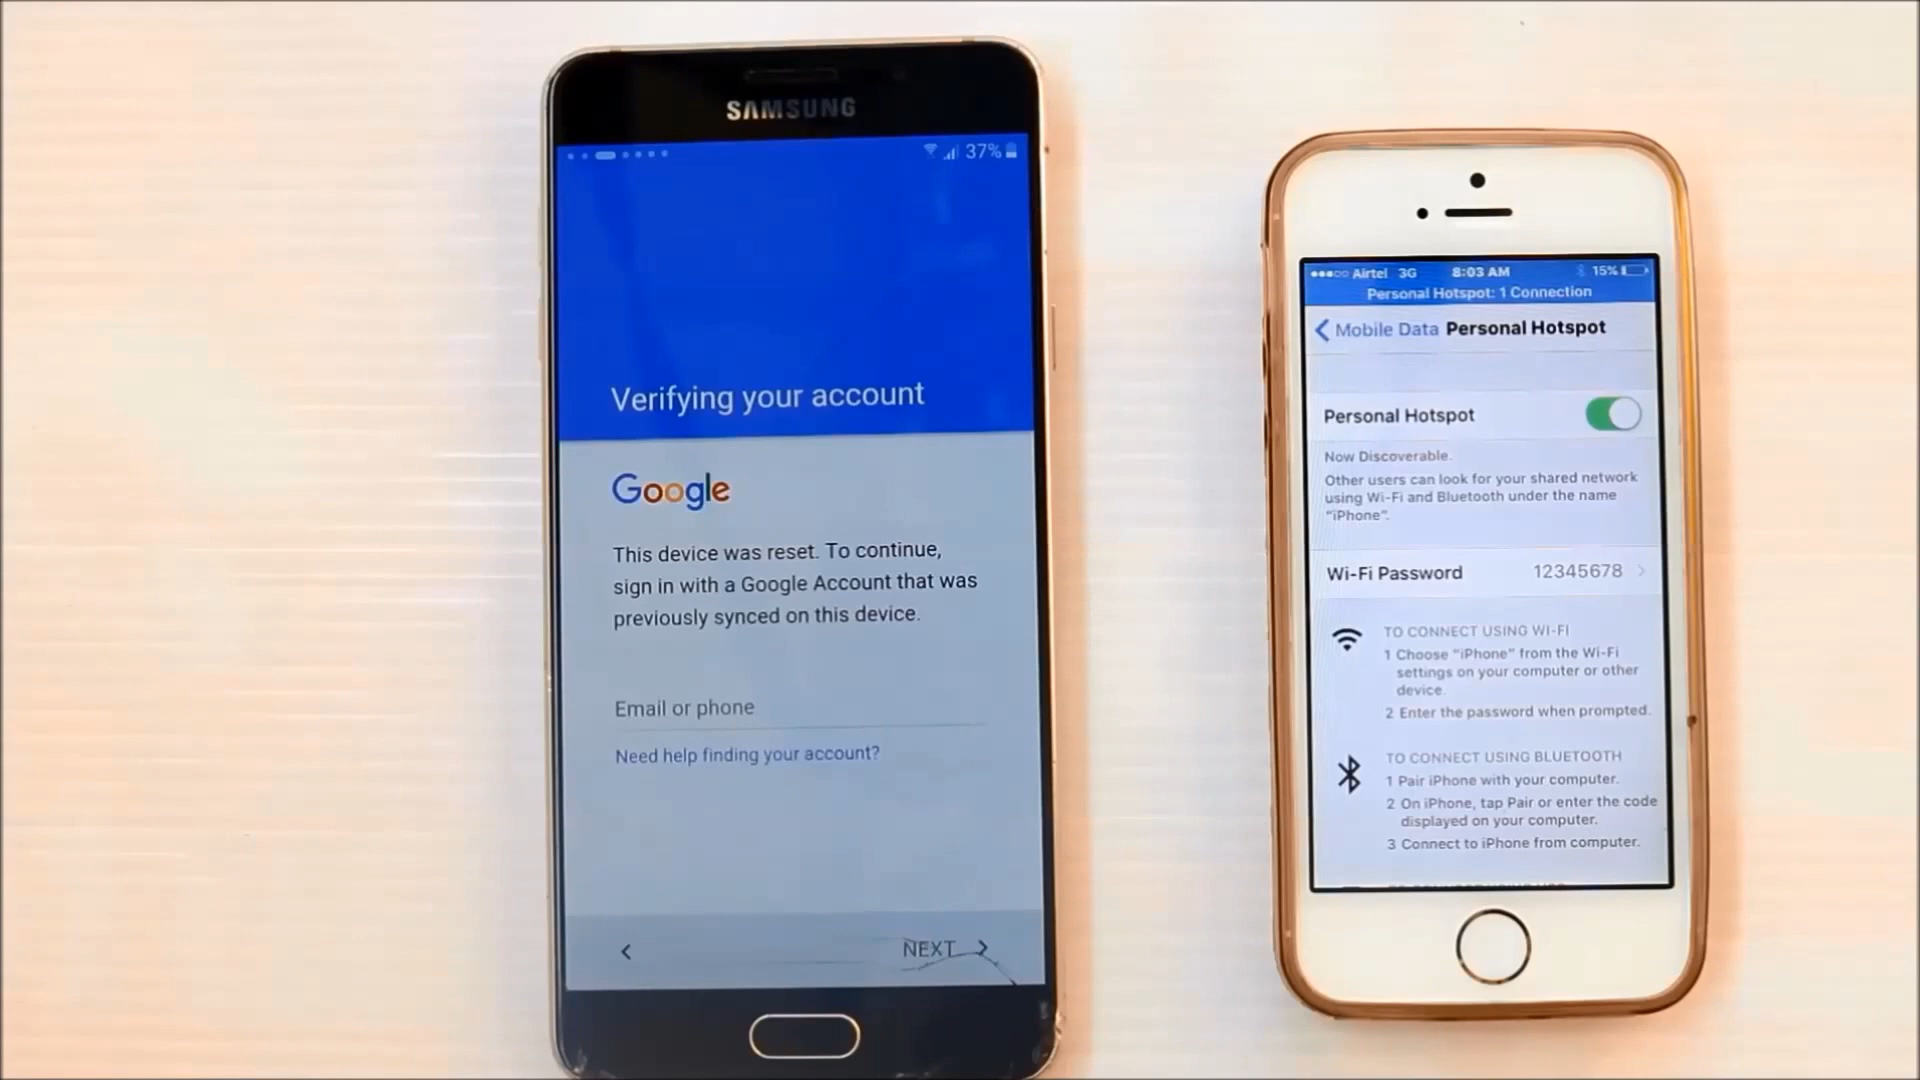 SAMSUNG
37%
Verifying your account
Google
This device was reset. To continue,
sign in with a Google Account that was
previously synced on this device.
Email or phone
Need help finding your account?
NEXT
Airtel 3G 8:03 AM 15%
Personal Hotspot: 1 Connection
Mobile Data Personal Hotspot
Personal Hotspot
Now Discoverable.
Other users can look for your shared network
using Wi-Fi and Bluetooth under the name
“iPhone”.
Wi-Fi Password 12345678
TO CONNECT USING WI-FI
1 Choose “iPhone” from the Wi-Fi
settings on your computer or other
device.
2 Enter the password when prompted.
TO CONNECT USING BLUETOOTH
1 Pair iPhone with your computer.
2 On iPhone, tap Pair or enter the code
displayed on your computer.
3 Connect to iPhone from computer.